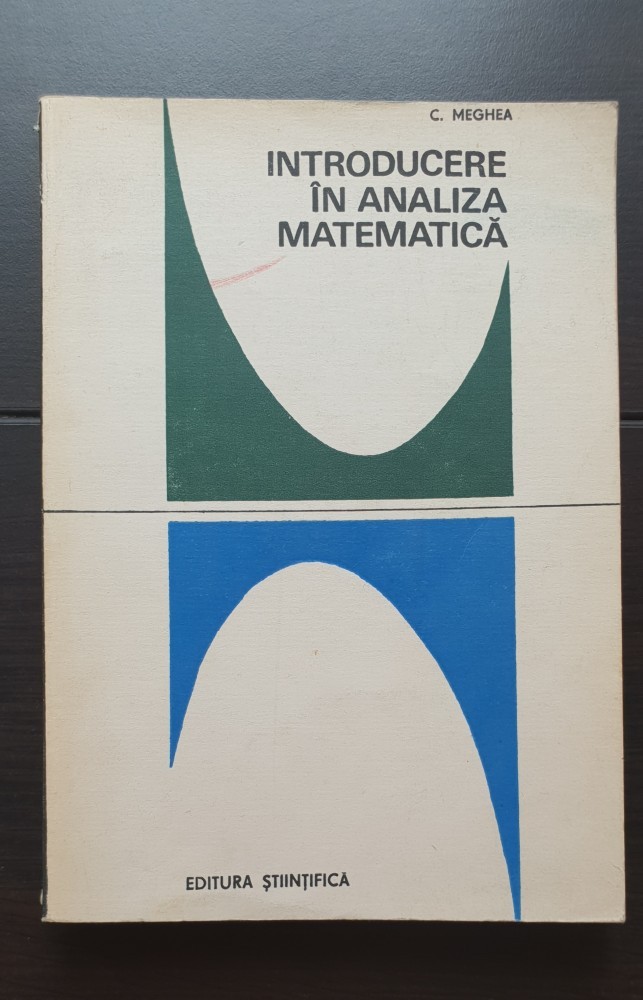 C. MEGHEA
INTRODUCERE
ÎN ANALIZA
MATEMATICĂ
EDITURA ŞTIINŢIFICĂ